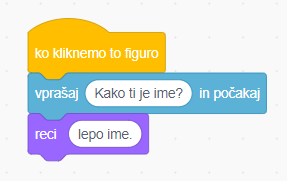 ko kliknemo to figuro
vprašaj Kako ti je ime? in počakaj
reci lepo ime.